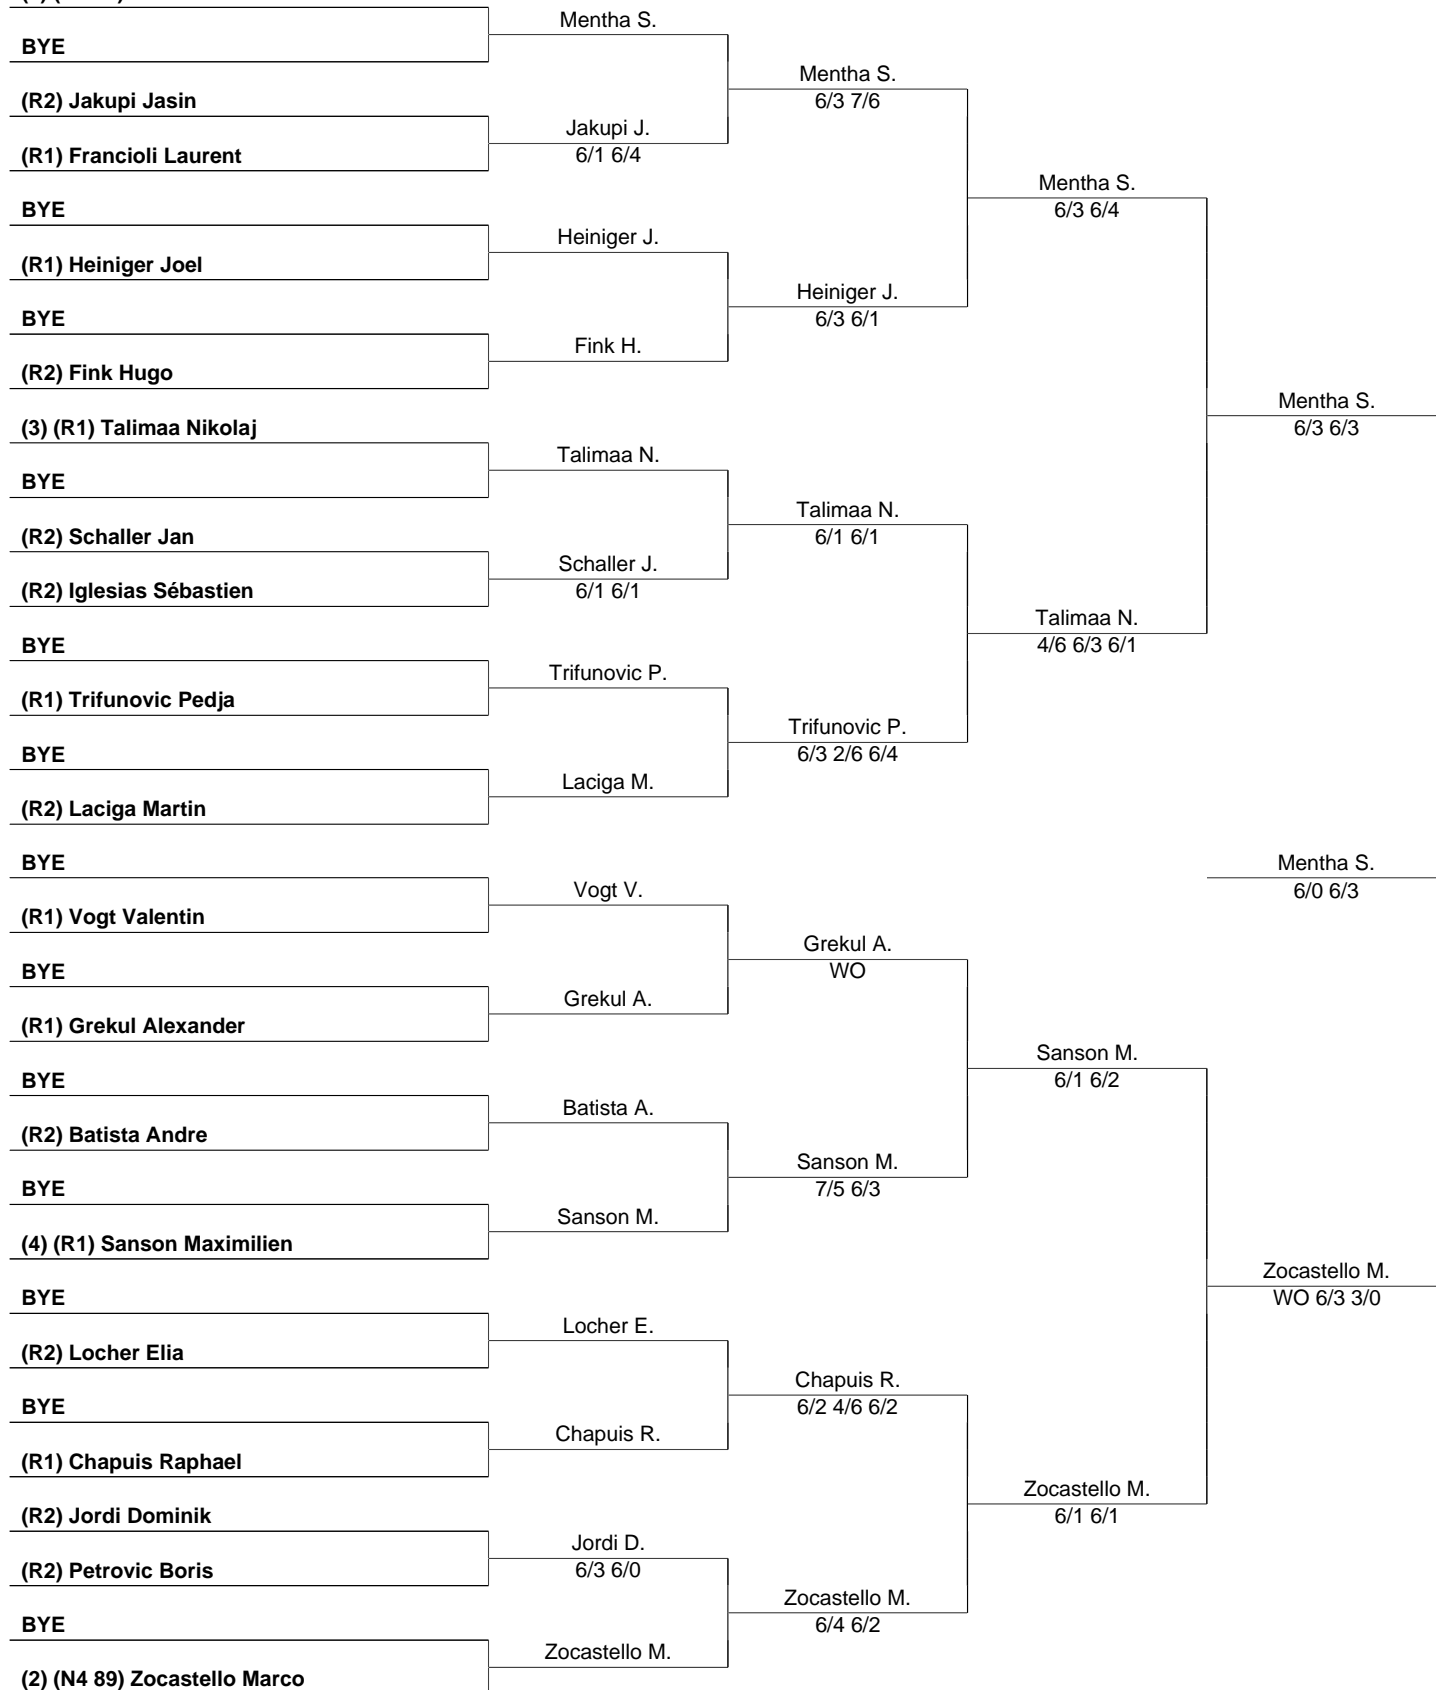 BYE
(R2) Jakupi Jasin
(R1) Francioli Laurent
BYE
(R1) Heiniger Joel
BYE
(R2) Fink Hugo
(3) (R1) Talimaa Nikolaj
BYE
(R2) Schaller Jan
(R2) Iglesias Sébastien
BYE
(R1) Trifunovic Pedja
BYE
(R2) Laciga Martin
BYE
(R1) Vogt Valentin
BYE
(R1) Grekul Alexander
BYE
(R2) Batista Andre
BYE
(4) (R1) Sanson Maximilien
BYE
(R2) Locher Elia
BYE
(R1) Chapuis Raphael
(R2) Jordi Dominik
(R2) Petrovic Boris
BYE
(2) (N4 89) Zocastello Marco
Mentha S.
Jakupi J.
6/1 6/4
Heiniger J.
Fink H.
Talimaa N.
Schaller J.
6/1 6/1
Trifunovic P.
Laciga M.
Vogt V.
Grekul A.
Batista A.
Sanson M.
Locher E.
Chapuis R.
Jordi D.
6/3 6/0
Zocastello M.
Mentha S.
6/3 7/6
Heiniger J.
6/3 6/1
Talimaa N.
6/1 6/1
Trifunovic P.
6/3 2/6 6/4
Grekul A.
WO
Sanson M.
7/5 6/3
Chapuis R.
6/2 4/6 6/2
Zocastello M.
6/4 6/2
Mentha S.
6/3 6/4
Talimaa N.
4/6 6/3 6/1
Sanson M.
6/1 6/2
Zocastello M.
6/1 6/1
Mentha S.
6/3 6/3
Mentha S.
6/0 6/3
Zocastello M.
WO 6/3 3/0